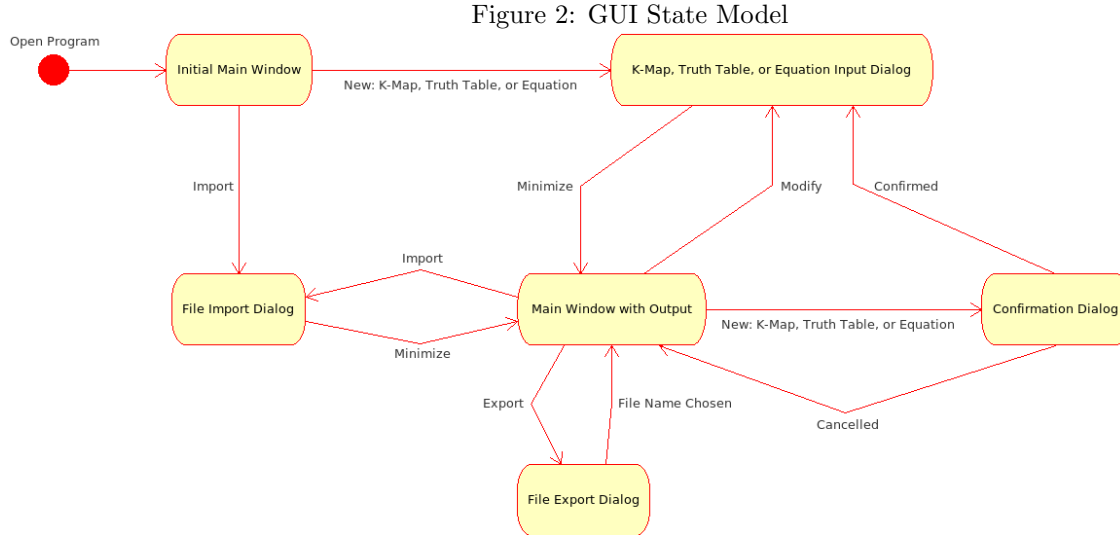 Figure 2: GUI State Model
Open Program
Initial Main Window
K-Map, Truth Table, or Equation Input Dialog
New: K-Map, Truth Table, or Equation
Import
Minimize
Modify
Confirmed
Import
File Import Dialog
Main Window with Output
Confirmation Dialog
New: K-Map, Truth Table, or Equation
Minimize
Export
File Name Chosen
Cancelled
File Export Dialog